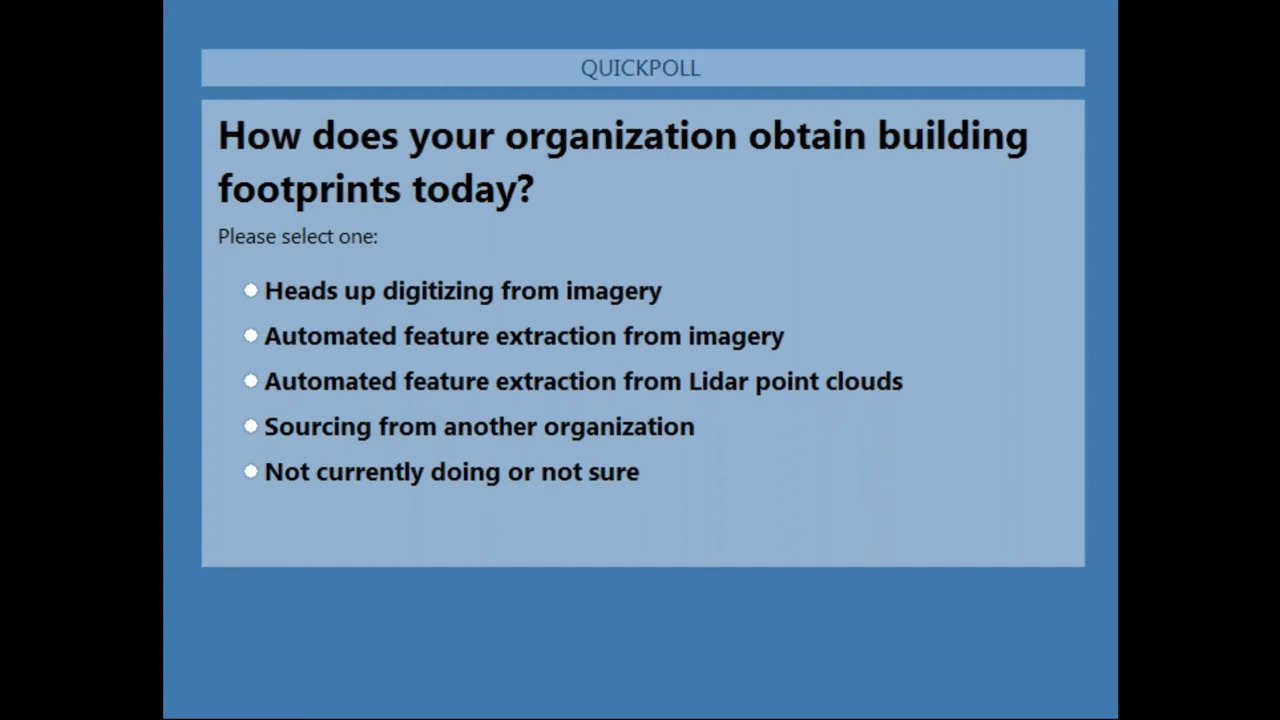 QUICKPOLL
How does your organization obtain building
footprints today?
Please select one:
Heads up digitizing from imagery
Automated feature extraction from imagery
Automated feature extraction from Lidar point clouds
Sourcing from another organization
Not currently doing or not sure